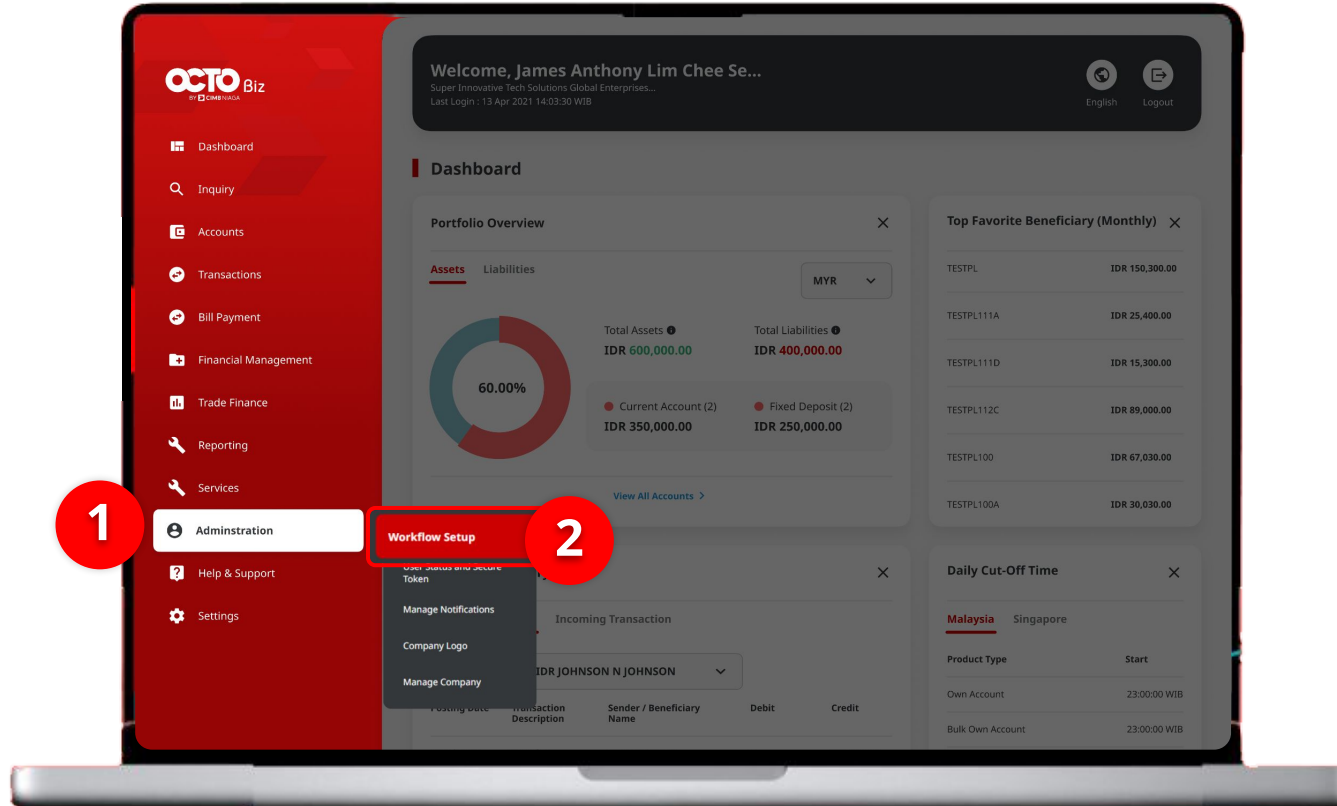 OCTO Biz
BY CIMB NIAGA
Dashboard
Inquiry
Accounts
Transactions
Bill Payment
Financial Management
Trade Finance
Reporting
Services
1
Adminstration
Help & Support
Settings
Workflow Setup
2
User Status and Secure
Token
Manage Notifications
Company Logo
Manage Company
Welcome, James Anthony Lim Chee Se...
Super Innovative Tech Solutions Global Enterprises...
Last Login : 13 Apr 2021 14:03:30 WIB
English
Logout
Dashboard
Portfolio Overview
Assets Liabilities
MYR
60.00%
Total Assets
IDR 600,000.00
Total Liabilities
IDR 400,000.00
Current Account (2)
IDR 350,000.00
Fixed Deposit (2)
IDR 250,000.00
View All Accounts
Top Favorite Beneficiary (Monthly)
TESTPL IDR 150,300.00
TESTPL111A IDR 25,400.00
TESTPL111D IDR 15,300.00
TESTPL112C IDR 89,000.00
TESTPL100 IDR 67,030.00
TESTPL100A IDR 30,030.00
Incoming Transaction
IDR JOHNSON N JOHNSON
Posting Date Transaction Description Sender / Beneficiary Name Debit Credit
Daily Cut-Off Time
Malaysia Singapore
Product Type Start
Own Account 23:00:00 WIB
Bulk Own Account 23:00:00 WIB